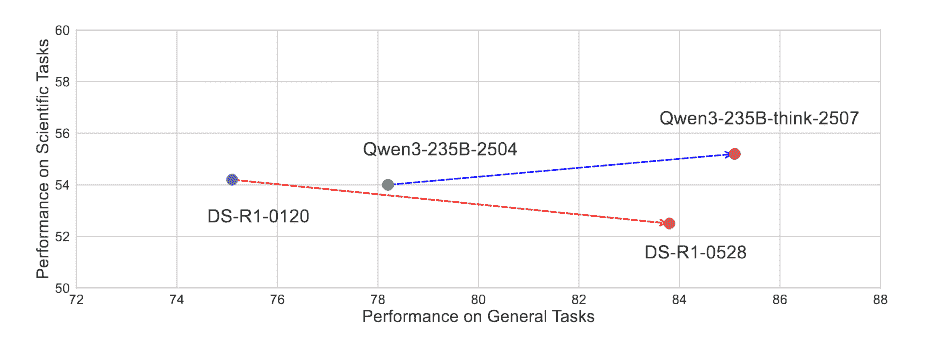 60
58
56
54
52
50
Performance on Scientific Tasks
Qwen3-235B-think-2507
Qwen3-235B-2504
DS-R1-0120
DS-R1-0528
72 74 76 78 80 82 84 86 88
Performance on General Tasks